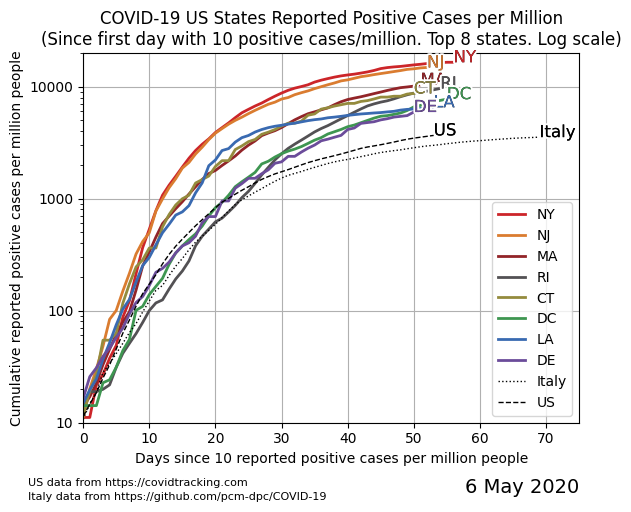 COVID-19 US States Reported Positive Cases per Million
(Since first day with 10 positive cases/million. Top 8 states. Log scale)
Cumulative reported positive cases per million people
10000
1000
100
10
NY
NJ
MA
RI
CT
DC
LA
DE
US
Italy
NY
NJ
MA
RI
CT
DC
LA
DE
Italy
US
0 10 20 30 40 50 60 70
Days since 10 reported positive cases per million people
US data from https://covidtracking.com
Italy data from https://github.com/pcm-dpc/COVID-19
6 May 2020